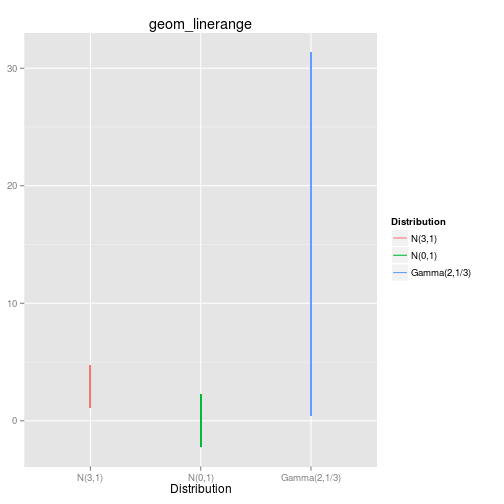 geom_linerange
30
20
10
0
N(3,1) N(0,1) Gamma(2,1/3)
Distribution
Distribution
N(3,1)
N(0,1)
Gamma(2,1/3)